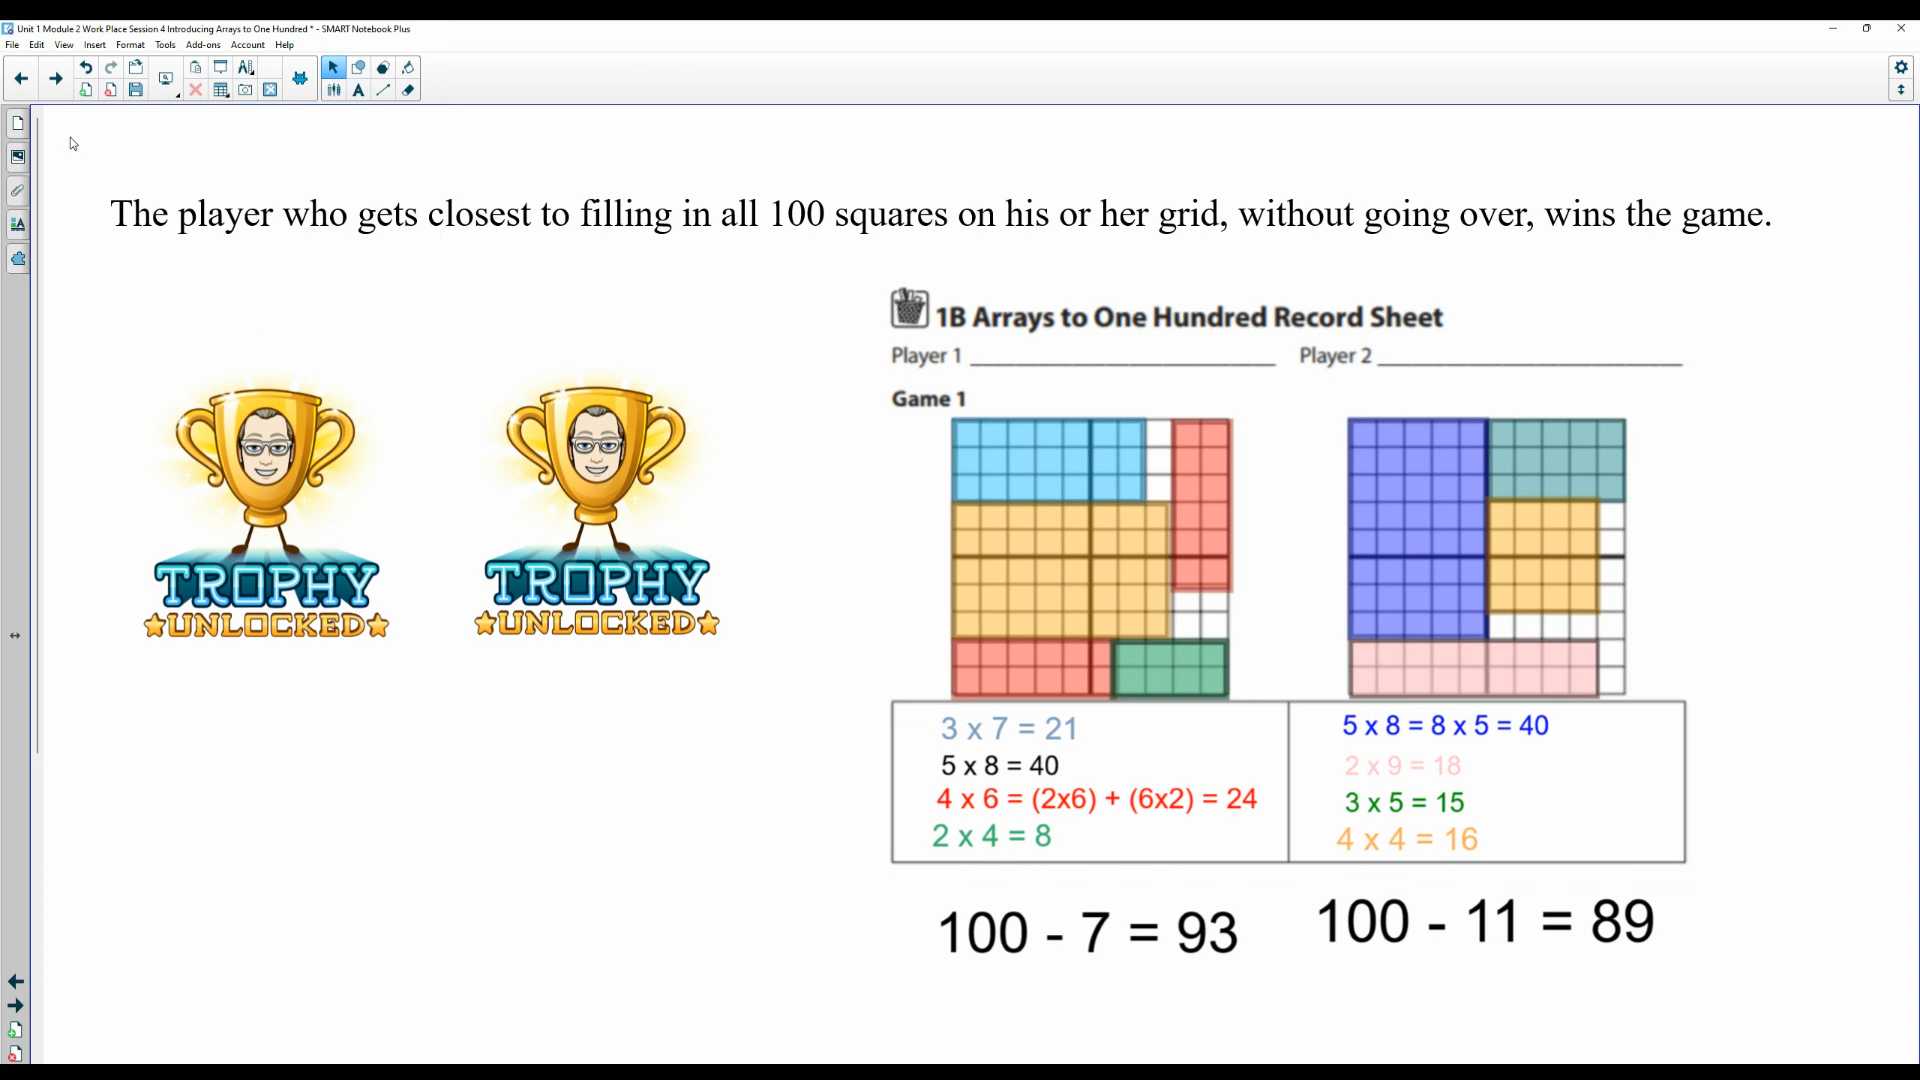 Unit 1 Module 2 Work Place Session 4 Introducing Arrays to One Hundred * - SMART Notebook Plus
File Edit View Insert Format Tools Add-ons Account Help
The player who gets closest to filling in all 100 squares on his or her grid, without going over, wins the game.
1B Arrays to One Hundred Record Sheet
Player 1 Player 2
Game 1
TROPHY
UNLOCKED
TROPHY
UNLOCKED
3 x 7 = 21
5 x 8 = 40
4 x 6 = (2x6) + (6x2) = 24
2 x 4 = 8
5 x 8 = 8 x 5 = 40
2 x 9 = 18
3 x 5 = 15
4 x 4 = 16
100 - 7 = 93
100 - 11 = 89